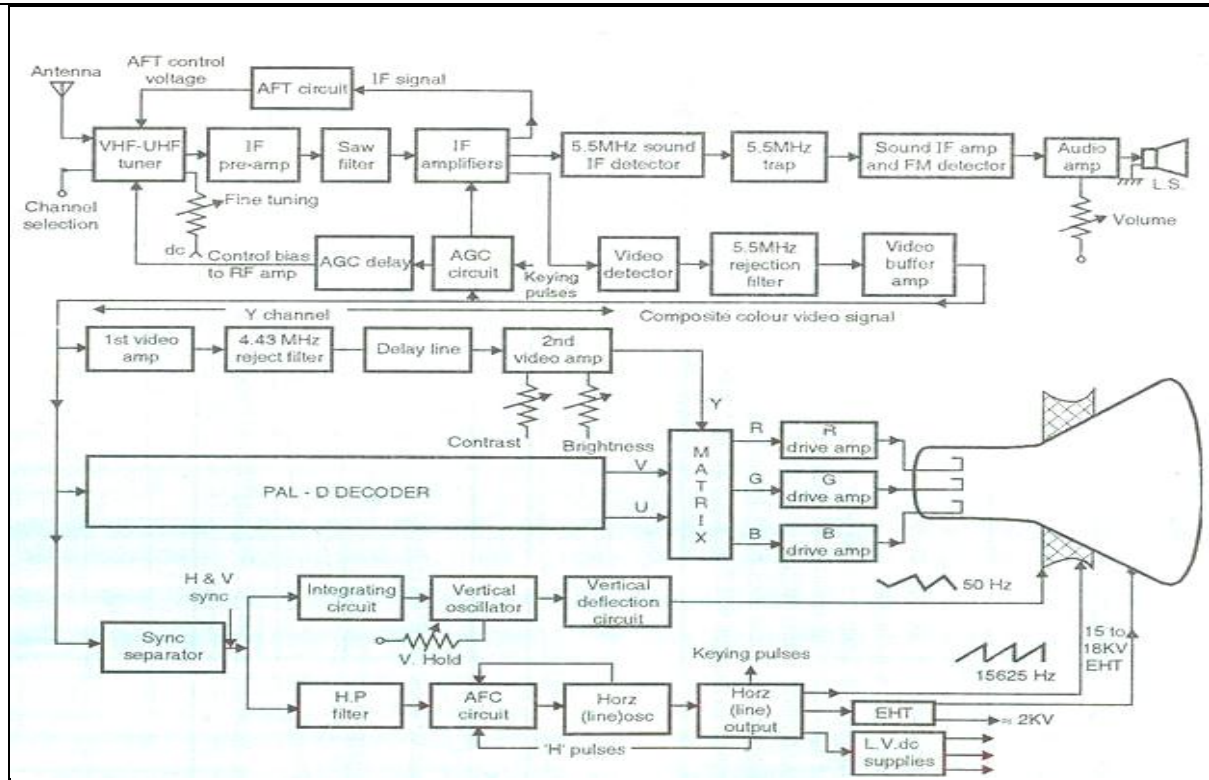 AFT control
voltage
Antenna
AFT circuit
IF signal
VHF-UHF
tuner
IF
pre-amp
Saw
filter
IF
amplifiers
5.5MHz sound
IF detector
5.5MHz
trap
Sound IF amp
and FM detector
Audio
amp
L.S.
Channel
selection
Fine tuning
Volume
dc
Control bias
to RF amp
AGC delay
AGC
circuit
Keying
pulses
Video
detector
5.5MHz
rejection
filter
Video
buffer
amp
Y channel
Composite colour video signal
1st video
amp
4.43 MHz
reject filter
Delay line
2nd
video amp
Contrast
Brightness
Y
PAL - D DECODER
V
U
MATRIX
R
R
drive amp
G
G
drive amp
B
B
drive amp
H & V
sync
Integrating
circuit
Vertical
oscillator
Vertical
deflection
circuit
50 Hz
Sync
separator
V. Hold
Keying pulses
15625 Hz
15 to
18KV
EHT
H.P
filter
AFC
circuit
Horz
(line)osc
Horz
(line)
output
EHT
≈ 2KV
'H' pulses
L.V.dc
supplies